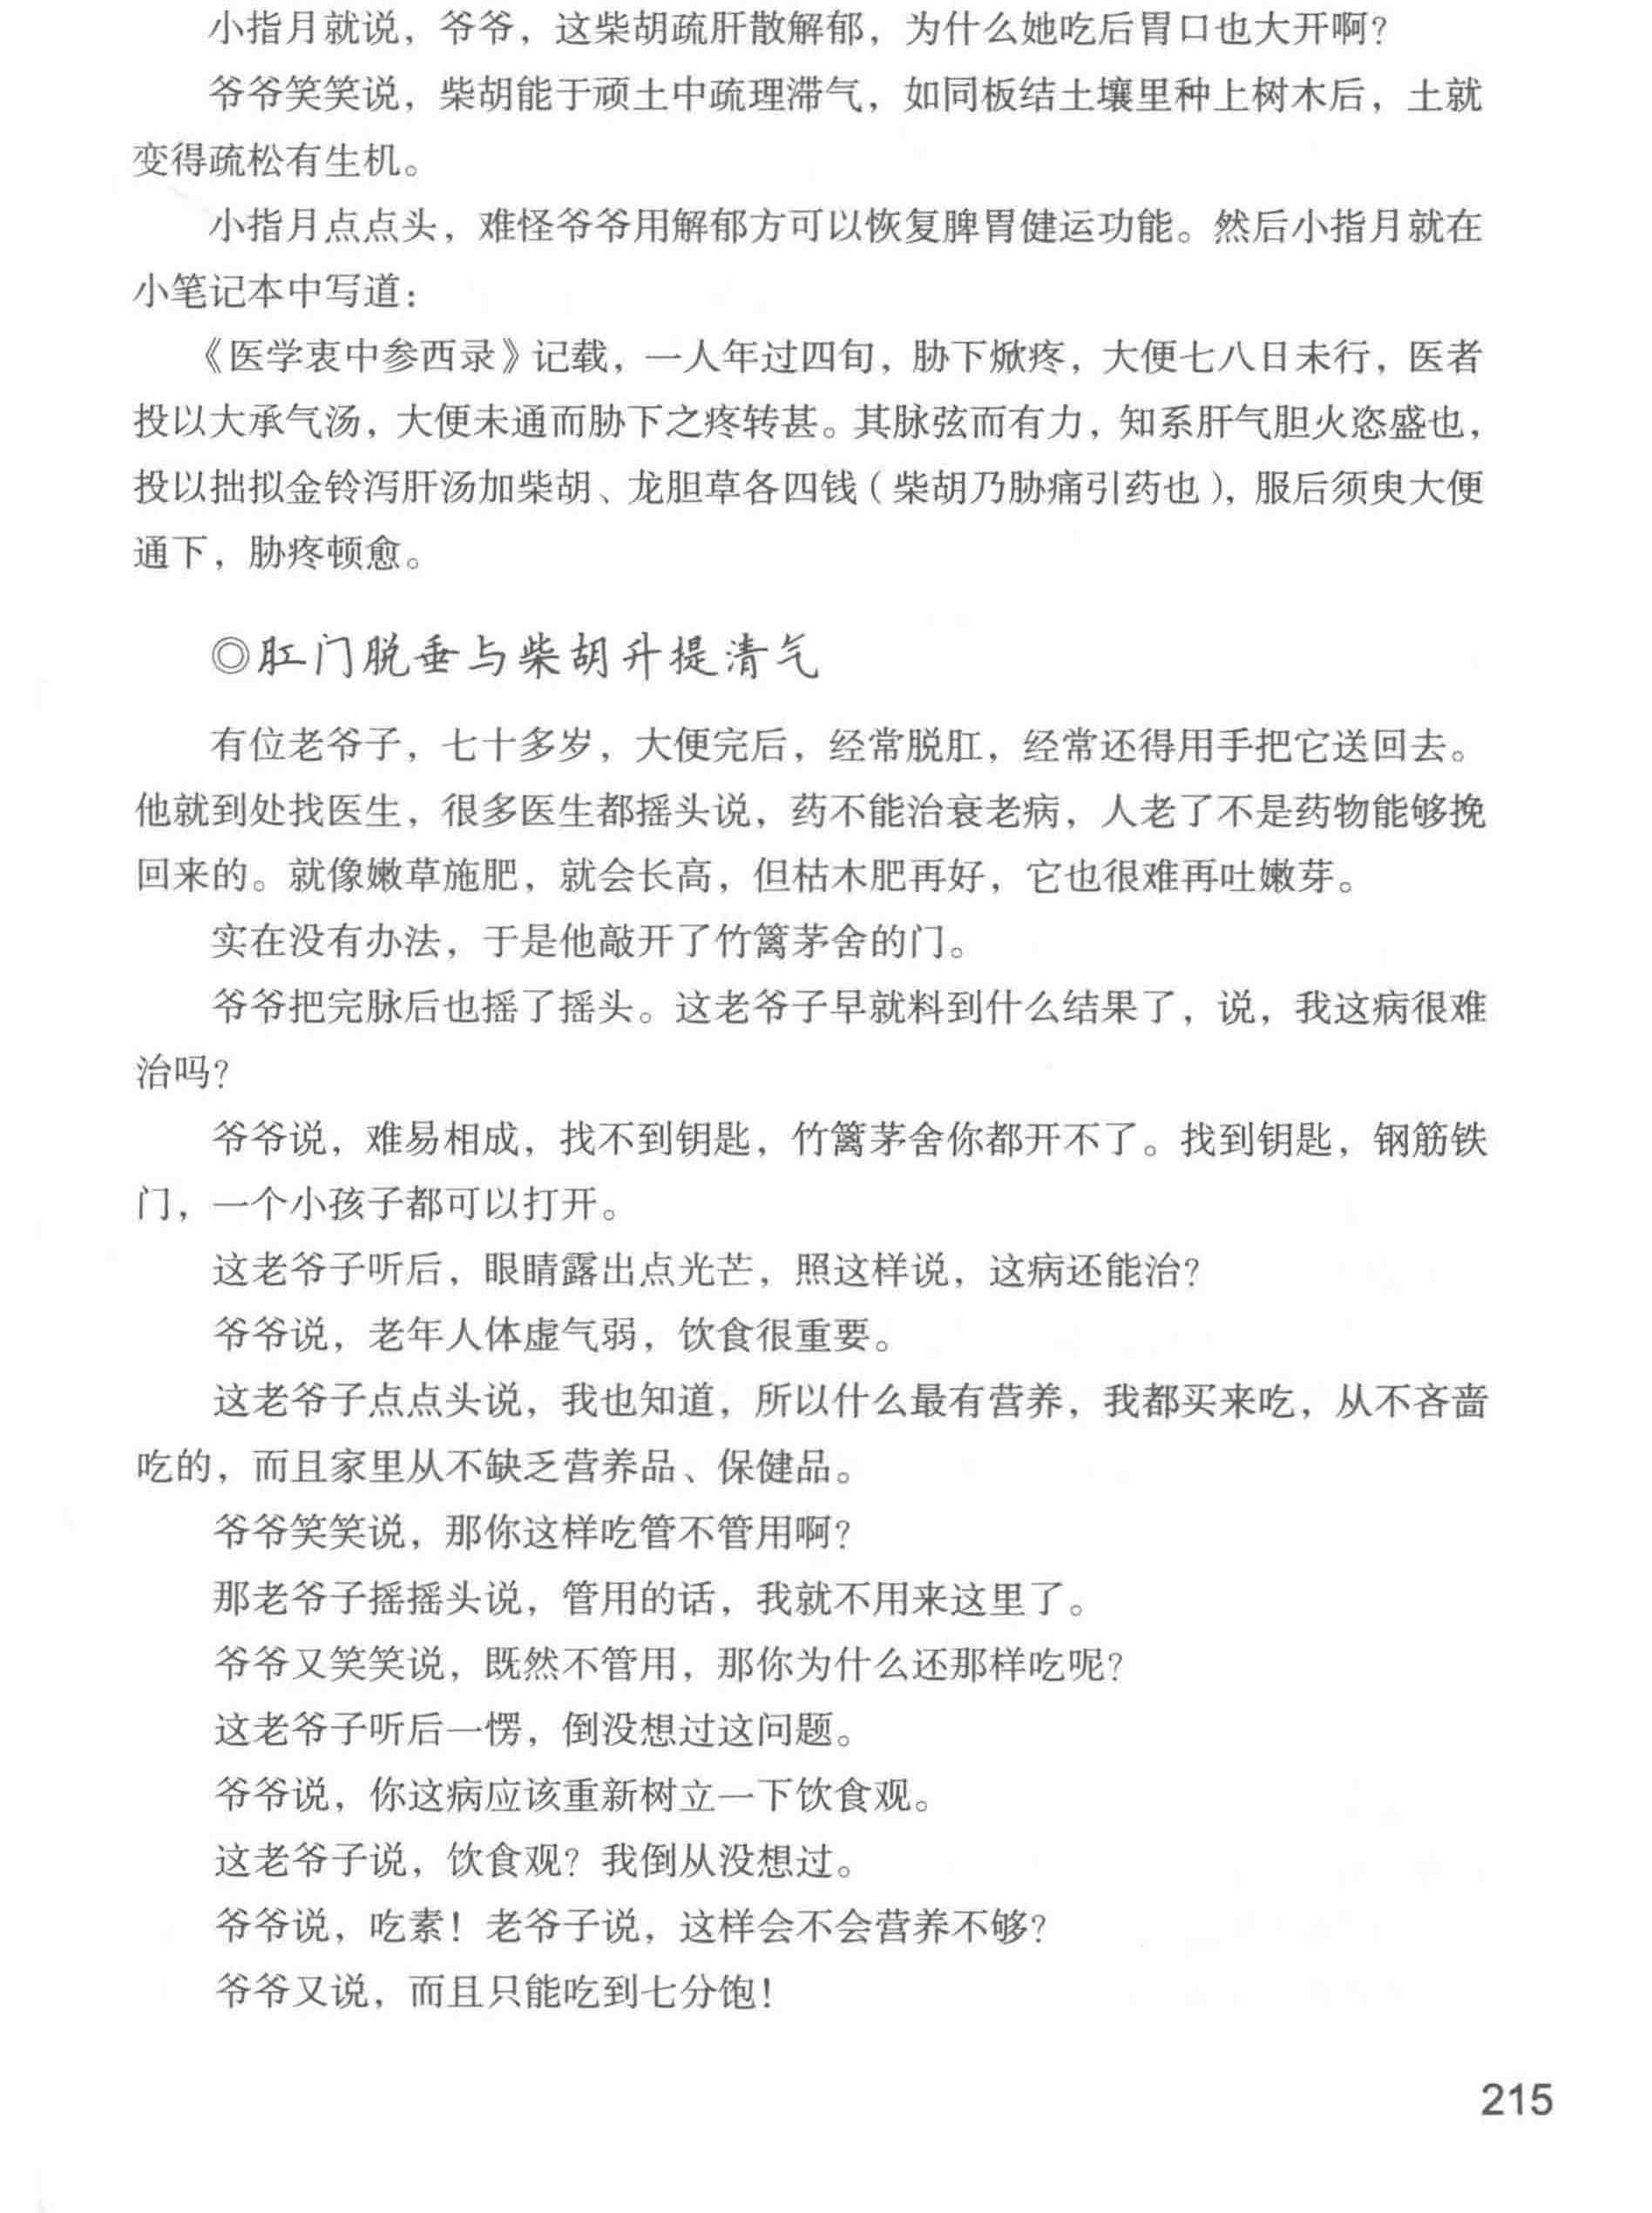 小指月就说，爷爷，这柴胡疏肝散解郁，为什么她吃后胃口也大开啊？
爷爷笑笑说，柴胡能于顽土中疏理滞气，如同板结土壤里种上树木后，土就
变得疏松有生机。
小指月点点头，难怪爷爷用解郁方可以恢复脾胃健运功能。然后小指月就在
小笔记本中写道：
《医学衷中参西录》记载，一人年过四旬，胁下焮疼，大便七八日未行，医者
投以大承气汤，大便未通而胁下之疼转甚。其脉弦而有力，知系肝气胆火恣盛也，
投以拙拟金铃泻肝汤加柴胡、龙胆草各四钱（柴胡乃胁痛引药也），服后须臾大便
通下，胁疼顿愈。
◎肛门脱垂与柴胡升提清气
有位老爷子，七十多岁，大便完后，经常脱肛，经常还得用手把它送回去。
他就到处找医生，很多医生都摇头说，药不能治衰老病，人老了不是药物能够挽
回来的。就像嫩草施肥，就会长高，但枯木肥再好，它也很难再吐嫩芽。
实在没有办法，于是他敲开了竹篱茅舍的门。
爷爷把完脉后也摇了摇头。这老爷子早就料到什么结果了，说，我这病很难
治吗？
爷爷说，难易相成，找不到钥匙，竹篱茅舍你都开不了。找到钥匙，钢筋铁
门，一个小孩子都可以打开。
这老爷子听后，眼睛露出点光芒，照这样说，这病还能治？
爷爷说，老年人体虚气弱，饮食很重要。
这老爷子点点头说，我也知道，所以什么最有营养，我都买来吃，从不吝啬
吃的，而且家里从不缺乏营养品、保健品。
爷爷笑笑说，那你这样吃管不管用啊？
那老爷子摇摇头说，管用的话，我就不用来这里了。
爷爷又笑笑说，既然不管用，那你为什么还那样吃呢？
这老爷子听后一愣，倒没想过这问题。
爷爷说，你这病应该重新树立一下饮食观。
这老爷子说，饮食观？我倒从没想过。
爷爷说，吃素！老爷子说，这样会不会营养不够？
爷爷又说，而且只能吃到七分饱！
215